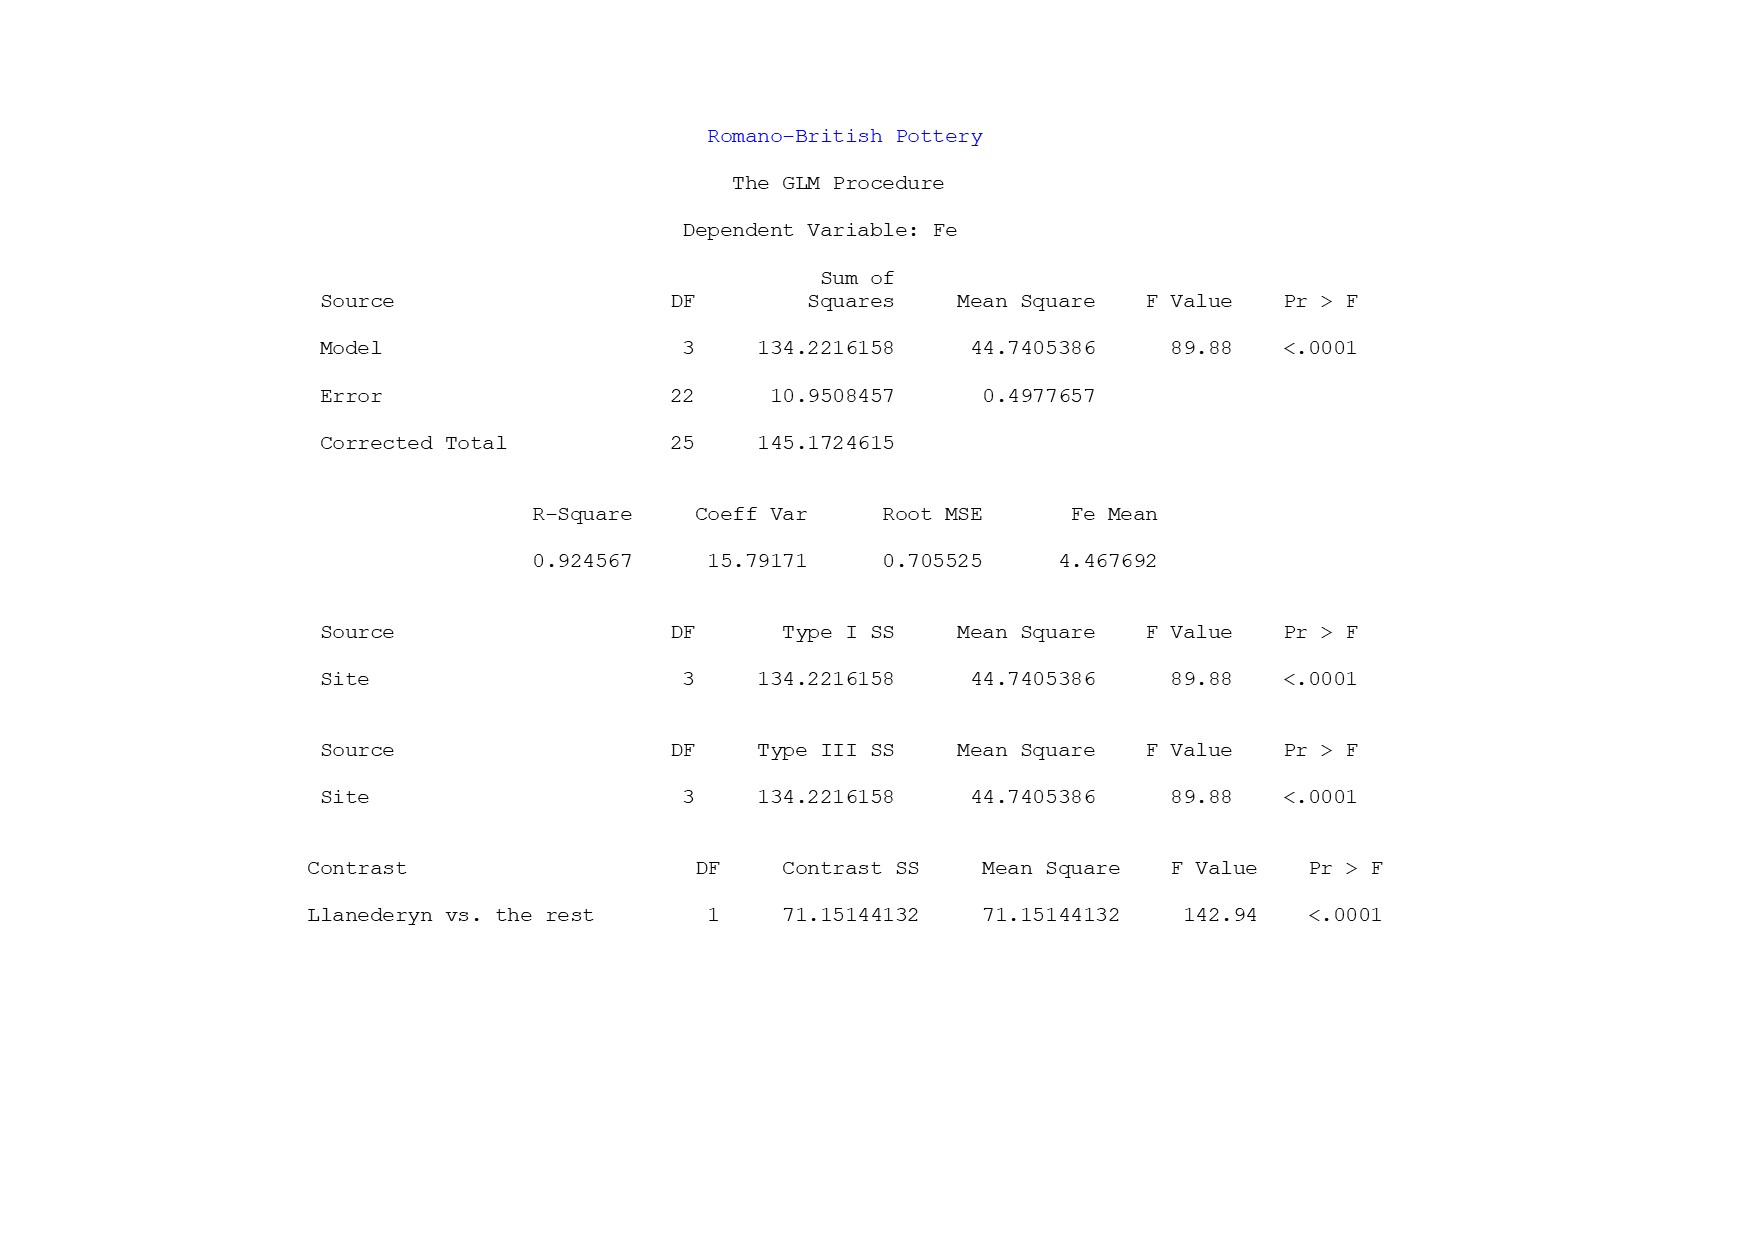 Romano-British Pottery
The GLM Procedure
Dependent Variable: Fe
Sum of
Source DF Squares Mean Square F Value Pr > F
Model 3 134.2216158 44.7405386 89.88 <.0001
Error 22 10.9508457 0.4977657
Corrected Total 25 145.1724615
R-Square Coeff Var Root MSE Fe Mean
0.924567 15.79171 0.705525 4.467692
Source DF Type I SS Mean Square F Value Pr > F
Site 3 134.2216158 44.7405386 89.88 <.0001
Source DF Type III SS Mean Square F Value Pr > F
Site 3 134.2216158 44.7405386 89.88 <.0001
Contrast DF Contrast SS Mean Square F Value Pr > F
Llanederyn vs. the rest 1 71.15144132 71.15144132 142.94 <.0001